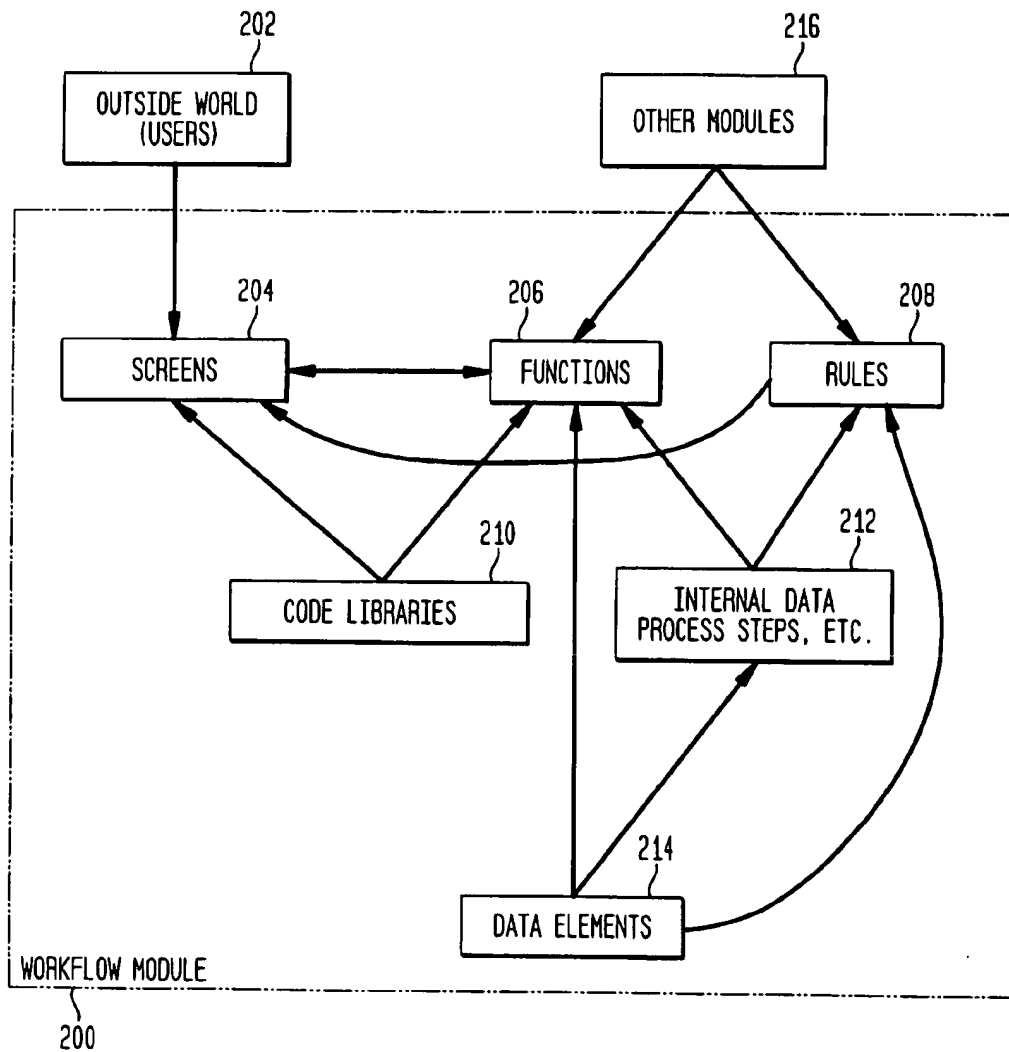 202
216
OUTSIDE WORLD
(USERS)
OTHER MODULES
204
206
208
SCREENS
FUNCTIONS
RULES
210
212
CODE LIBRARIES
INTERNAL DATA
PROCESS STEPS, ETC.
214
DATA ELEMENTS
WORKFLOW MODULE
200